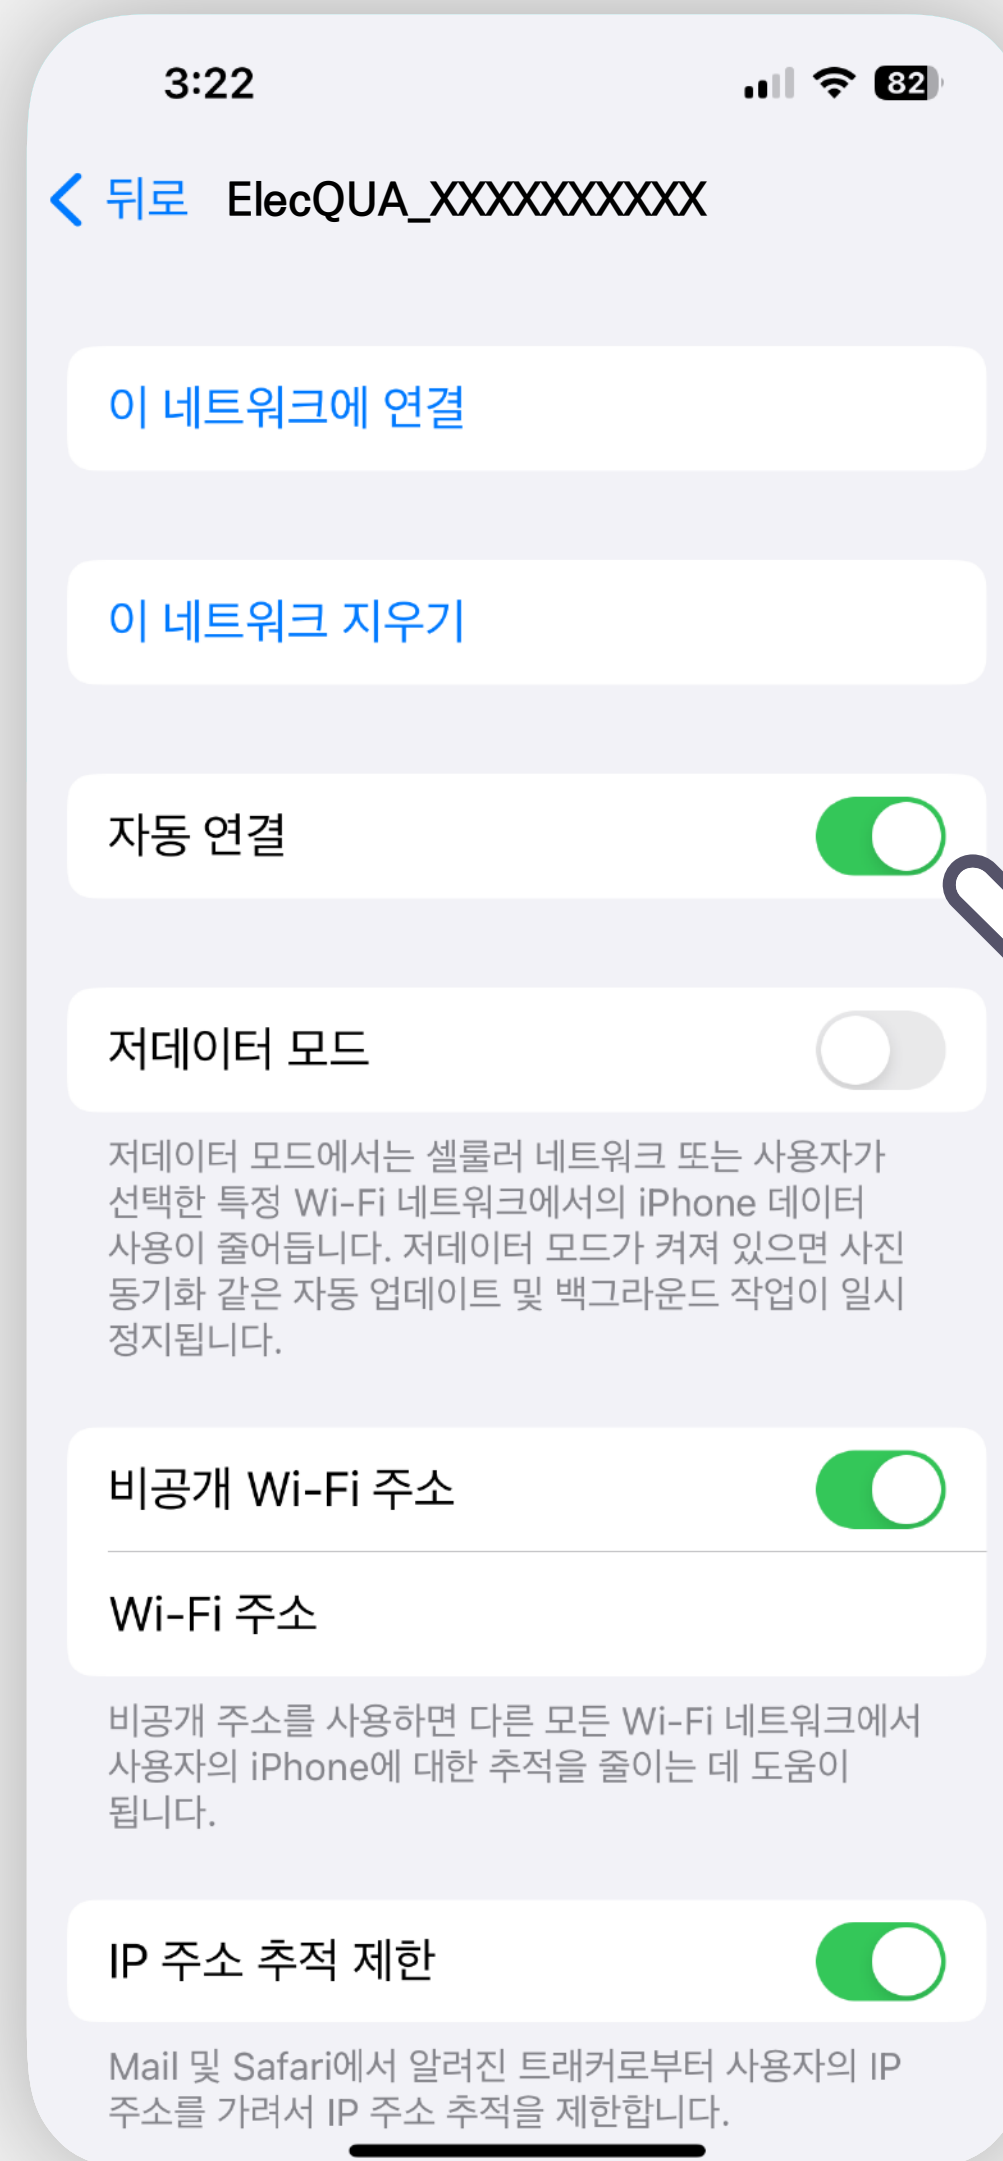 3:22
82
뒤로 ElecQUA_XXXXXXXXXX
이 네트워크에 연결
이 네트워크 지우기
자동 연결
저데이터 모드
저데이터 모드에서는 셀룰러 네트워크 또는 사용자가
선택한 특정 Wi-Fi 네트워크에서의 iPhone 데이터
사용이 줄어듭니다. 저데이터 모드가 켜져 있으면 사진
동기화 같은 자동 업데이트 및 백그라운드 작업이 일시
정지됩니다.
비공개 Wi-Fi 주소
Wi-Fi 주소
비공개 주소를 사용하면 다른 모든 Wi-Fi 네트워크에서
사용자의 iPhone에 대한 추적을 줄이는 데 도움이
됩니다.
IP 주소 추적 제한
Mail 및 Safari에서 알려진 트래커로부터 사용자의 IP
주소를 가려서 IP 주소 추적을 제한합니다.